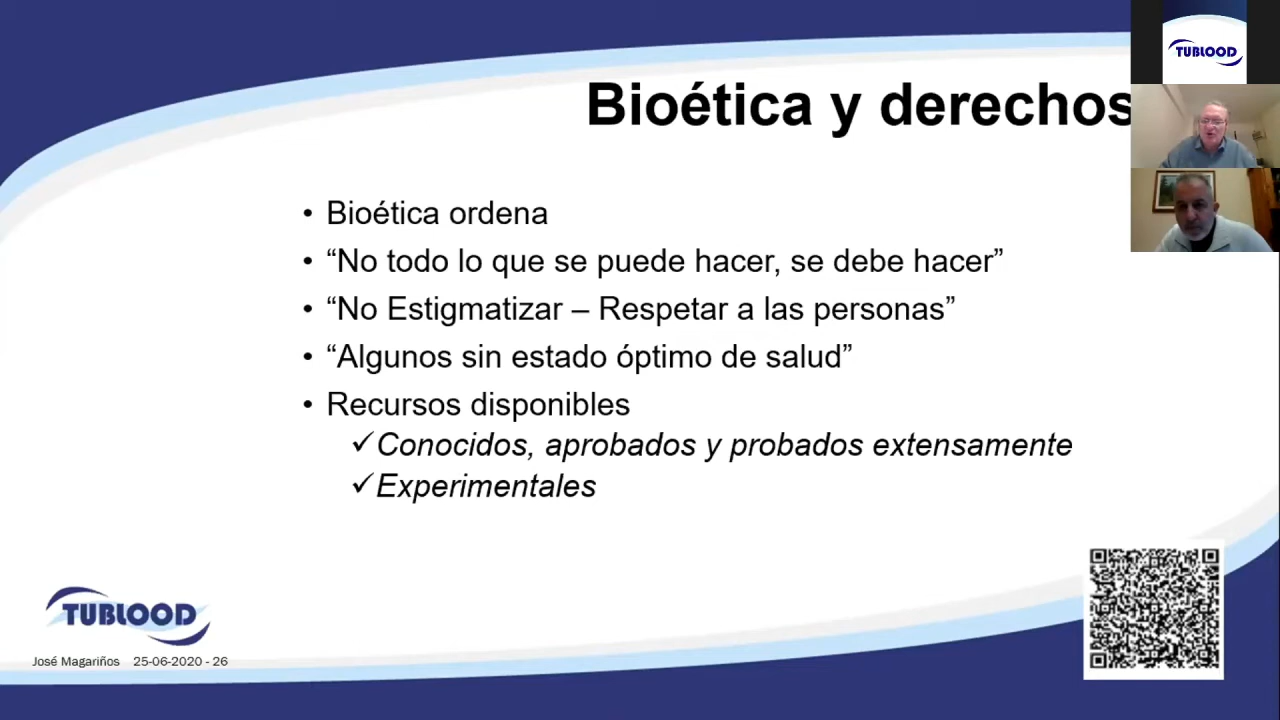 Bioética y derechos
TUBLOOD
• Bioética ordena
• “No todo lo que se puede hacer, se debe hacer”
• “No Estigmatizar – Respetar a las personas”
• “Algunos sin estado óptimo de salud”
• Recursos disponibles
✓Conocidos, aprobados y probados extensamente
✓Experimentales
TUBLOOD
José Magariños 25-06-2020 - 26